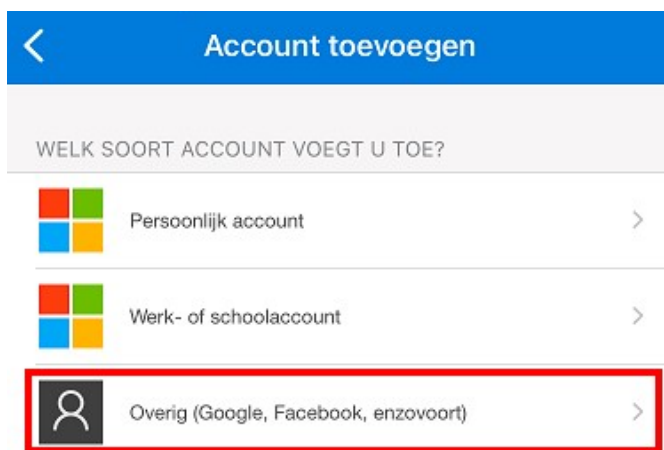 Account toevoegen
WELK SOORT ACCOUNT VOEGT U TOE?
Persoonlijk account
Werk- of schoolaccount
Overig (Google, Facebook, enzovoort)